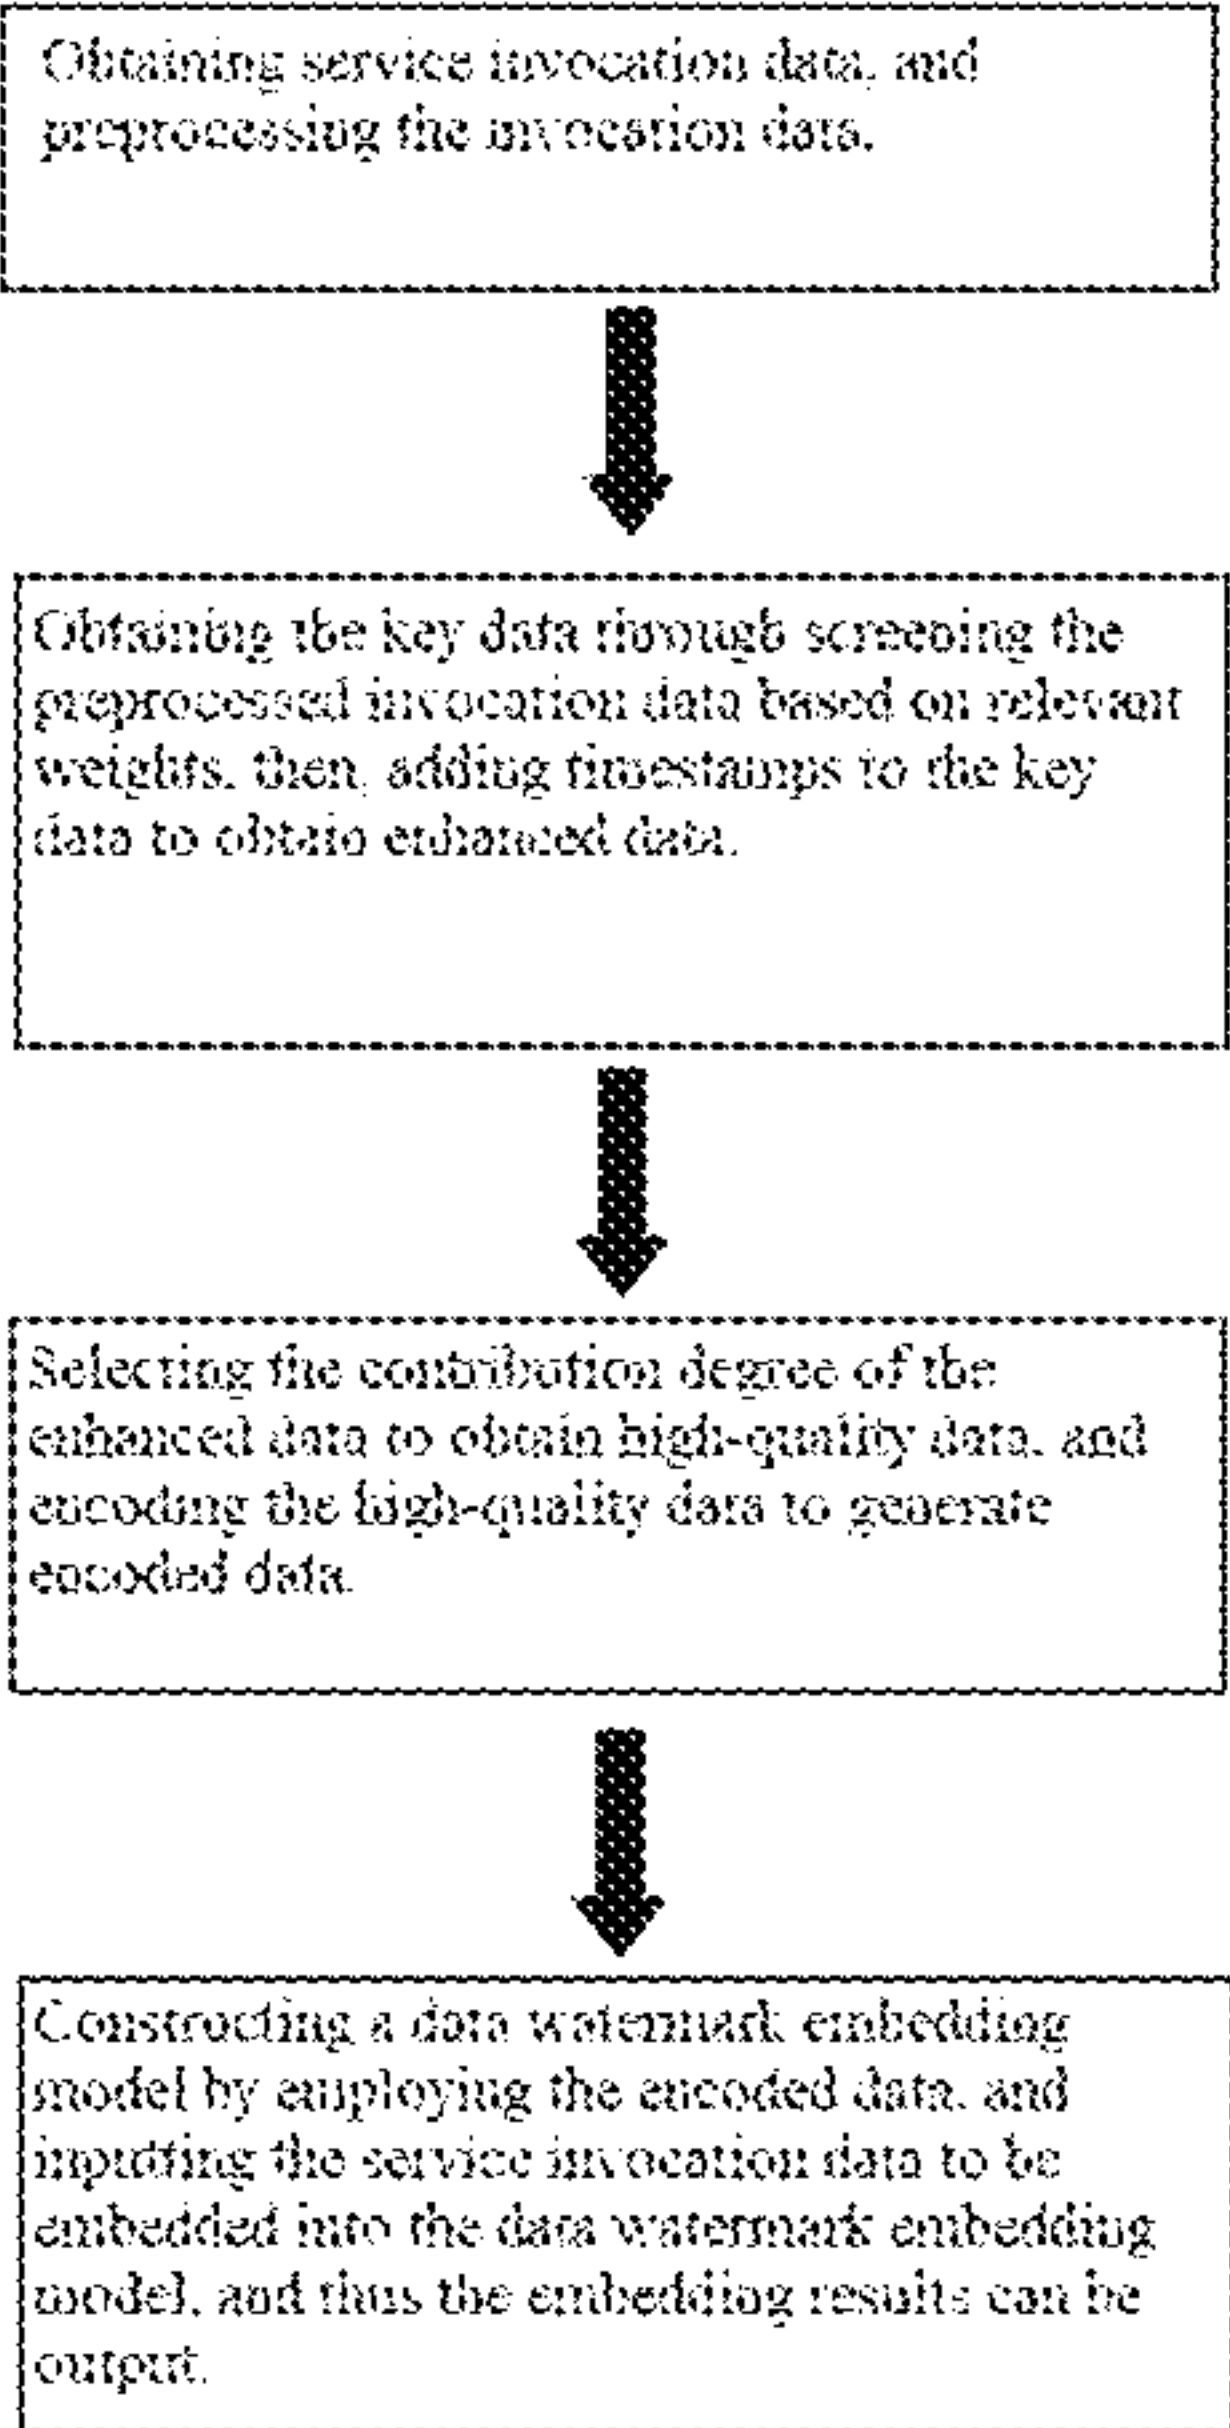 Obtaining service invocation data, and
preprocessing the invocation data.
Obtaining the key data through screening the
preprocessed invocation data based on relevant
weights, then, adding timestamps to the key
data to obtain enhanced data.
Selecting the contribution degree of the
enhanced data to obtain high-quality data, and
encoding the high-quality data to generate
encoded data.
Constructing a data watermark embedding
model by employing the encoded data, and
inputting the service invocation data to be
embedded into the data watermark embedding
model, and thus the embedding results can be
output.